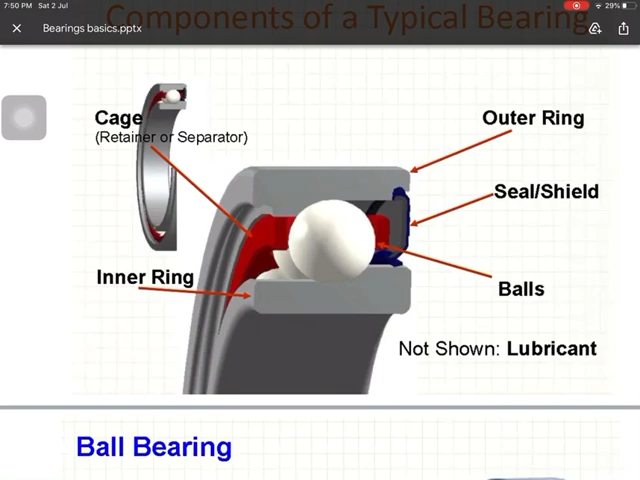 7:50 PM Sat 2 Jul
29%
Components of a Typical Bearing
Bearings basics.pptx
Cage
(Retainer or Separator)
Outer Ring
Seal/Shield
Inner Ring
Balls
Not Shown: Lubricant
Ball Bearing